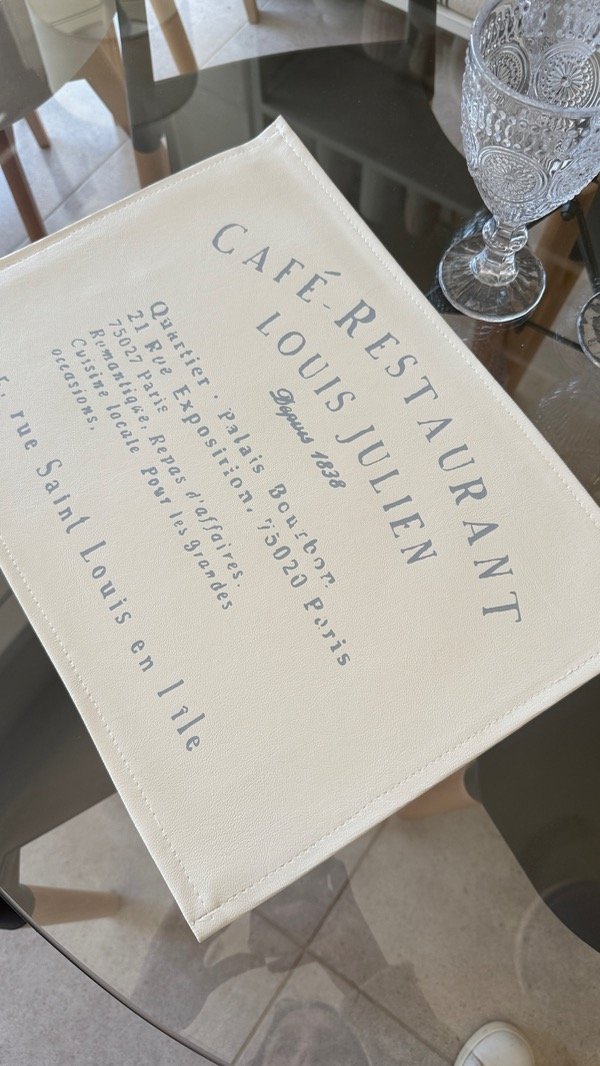 CAFÉ-RESTAURANT
LOUIS JULIEN
Depuis 1838
Quartier . Palais Bourbon.
21 Rue Exposition. 75020 Paris
75027 Paris
Romantique. Repas d'affaires.
Cuisine locale Pour les grandes
occasions.
rue Saint Louis en l île